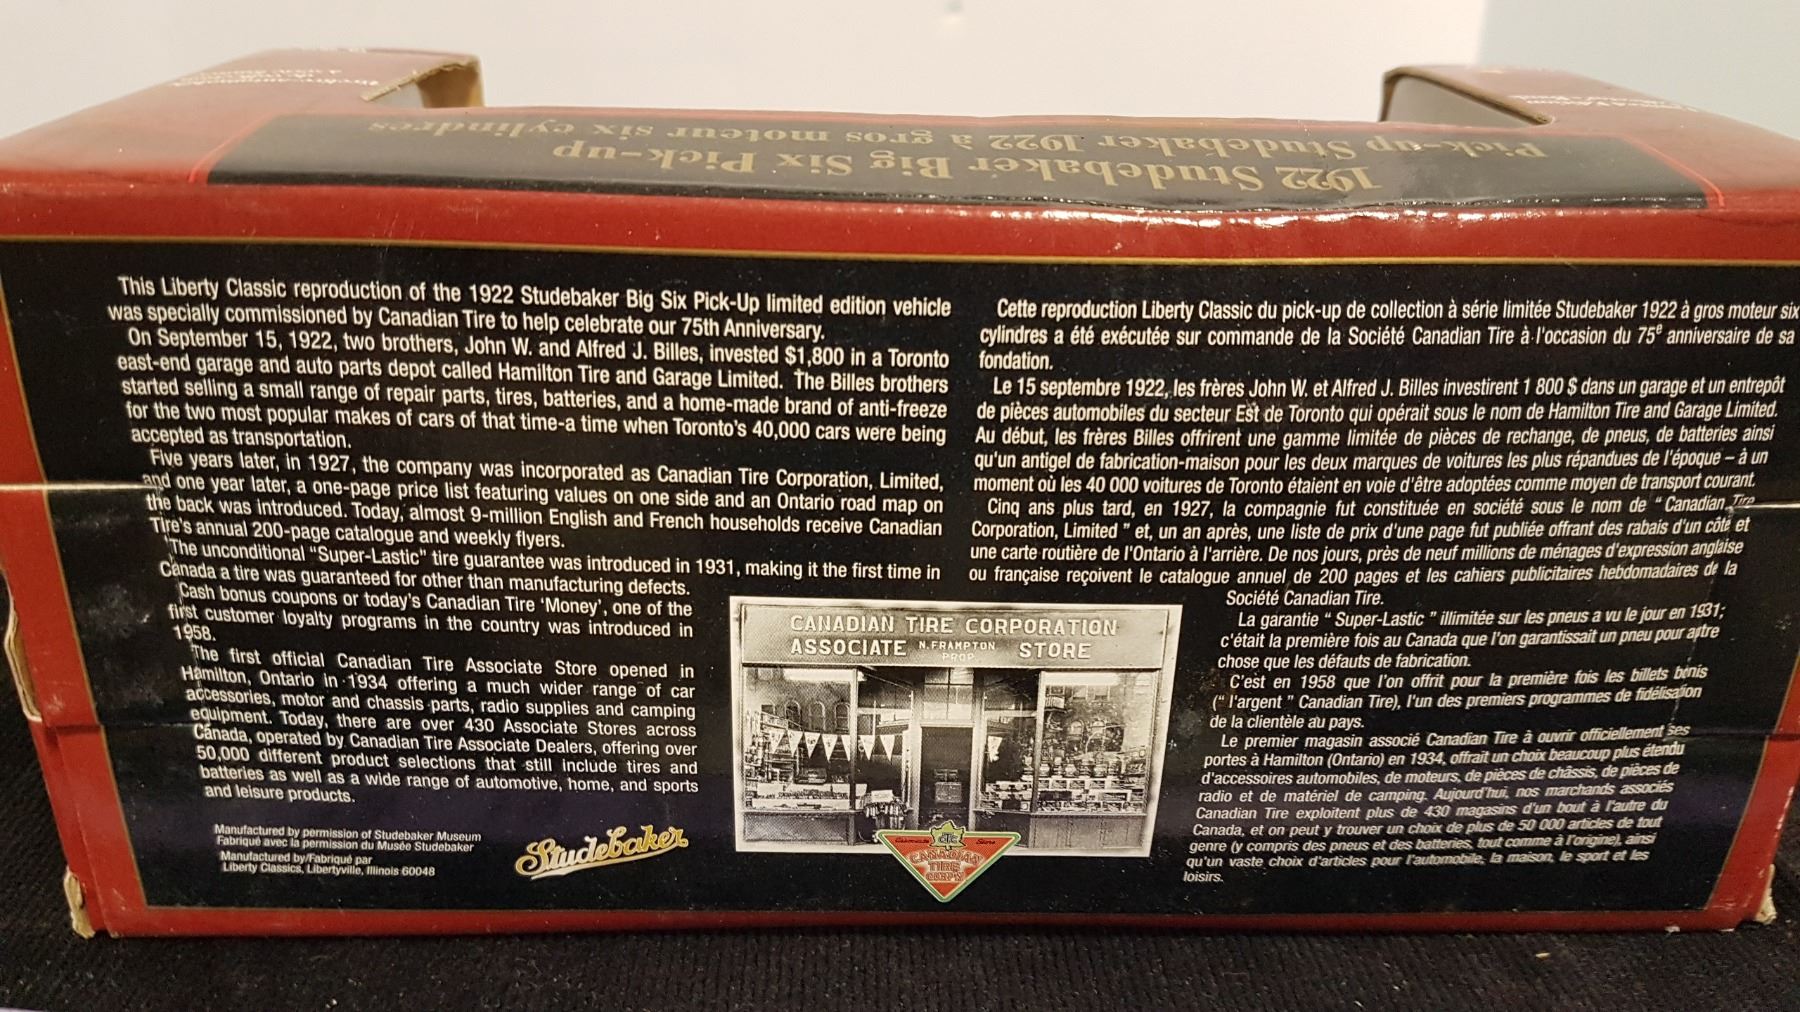 1922 Studebaker Big Six Pick-up
Pick-up Studebaker 1922 à gros moteur six cylindres
This Liberty Classic reproduction of the 1922 Studebaker Big Six Pick-Up limited edition vehicle
was specially commissioned by Canadian Tire to help celebrate our 75th Anniversary.
On September 15, 1922, two brothers, John W. and Alfred J. Billes, invested $1,800 in a Toronto
east-end garage and auto parts depot called Hamilton Tire and Garage Limited. The Billes brothers
started selling a small range of repair parts, tires, batteries, and a home-made brand of anti-freeze
for the two most popular makes of cars of that time-a time when Toronto's 40,000 cars were being
accepted as transportation.
Five years later, in 1927, the company was incorporated as Canadian Tire Corporation, Limited,
and one year later, a one-page price list featuring values on one side and an Ontario road map on
the back was introduced. Today, almost 9-million English and French households receive Canadian
Tire's annual 200-page catalogue and weekly flyers.
The unconditional "Super-Lastic" tire guarantee was introduced in 1931, making it the first time in
Canada a tire was guaranteed for other than manufacturing defects.
Cash bonus coupons or today's Canadian Tire 'Money', one of the
first customer loyalty programs in the country was introduced in
1958.
The first official Canadian Tire Associate Store opened in
Hamilton, Ontario in 1934 offering a much wider range of car
accessories, motor and chassis parts, radio supplies and camping
equipment. Today, there are over 430 Associate Stores across
Canada, operated by Canadian Tire Associate Dealers, offering over
50,000 different product selections that still include tires and
batteries as well as a wide range of automotive, home, and sports
and leisure products.
Manufactured by permission of Studebaker Museum
Fabriqué avec la permission du Musée Studebaker
Manufactured by/Fabriqué par
Liberty Classics, Libertyville, Illinois 60048
Studebaker
CANADIAN TIRE CORPORATION
ASSOCIATE N. FRAMPTON PROP STORE
CANADIAN
TIRE
CORP'N
Cette reproduction Liberty Classic du pick-up de collection à série limitée Studebaker 1922 à gros moteur six
cylindres a été exécutée sur commande de la Société Canadian Tire à l'occasion du 75e anniversaire de sa
fondation.
Le 15 septembre 1922, les frères John W. et Alfred J. Billes investirent 1 800 $ dans un garage et un entrepôt
de pièces automobiles du secteur Est de Toronto qui opérait sous le nom de Hamilton Tire and Garage Limited.
Au début, les frères Billes offrirent une gamme limitée de pièces de rechange, de pneus, de batteries ainsi
qu'un antigel de fabrication-maison pour les deux marques de voitures les plus répandues de l'époque – à un
moment où les 40 000 voitures de Toronto étaient en voie d'être adoptées comme moyen de transport courant.
Cinq ans plus tard, en 1927, la compagnie fut constituée en société sous le nom de " Canadian Tire
Corporation, Limited " et, un an après, une liste de prix d'une page fut publiée offrant des rabais d'un côté et
une carte routière de l'Ontario à l'arrière. De nos jours, près de neuf millions de ménages d'expression anglaise
ou française reçoivent le catalogue annuel de 200 pages et les cahiers publicitaires hebdomadaires de la
Société Canadian Tire.
La garantie " Super-Lastic " illimitée sur les pneus a vu le jour en 1931;
c'était la première fois au Canada que l'on garantissait un pneu pour autre
chose que les défauts de fabrication.
C'est en 1958 que l'on offrit pour la première fois les billets bénis
(" l'argent " Canadian Tire), l'un des premiers programmes de fidélisation
de la clientèle au pays.
Le premier magasin associé Canadian Tire à ouvrir officiellement ses
portes à Hamilton (Ontario) en 1934, offrait un choix beaucoup plus étendu
d'accessoires automobiles, de moteurs, de pièces de châssis, de pièces de
radio et de matériel de camping. Aujourd'hui, nos marchands associés
Canadian Tire exploitent plus de 430 magasins d'un bout à l'autre du
Canada, et on peut y trouver un choix de plus de 50 000 articles de tout
genre (y compris des pneus et des batteries, tout comme à l'origine), ainsi
qu'un vaste choix d'articles pour l'automobile, la maison, le sport et les
loisirs.